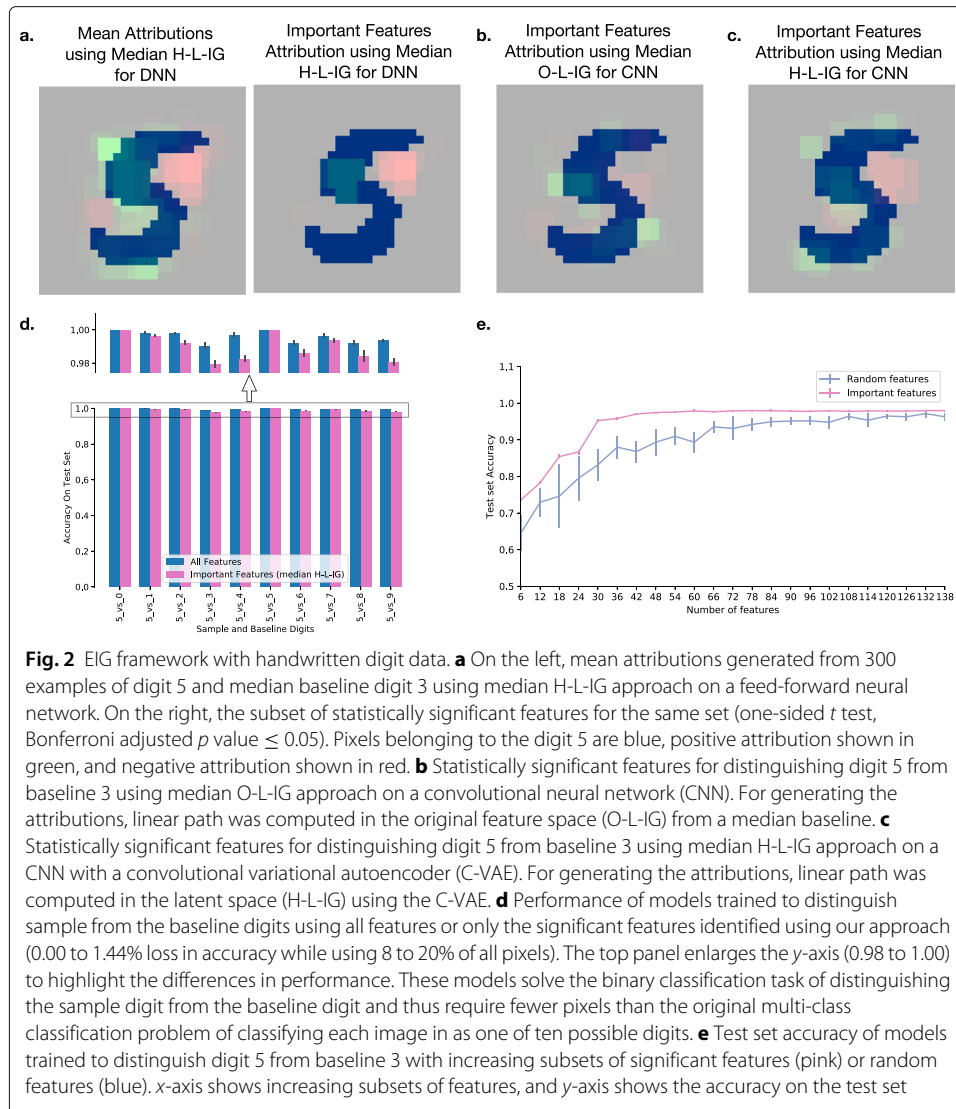 a.
Mean Attributions
using Median H-L-IG
for DNN
Important Features
Attribution using Median
H-L-IG for DNN
b.
Important Features
Attribution using Median
O-L-IG for CNN
c.
Important Features
Attribution using Median
H-L-IG for CNN
d.
1.00
0.98
1.0
0.8
0.6
0.4
0.2
0.0
Accuracy On Test Set
All Features
Important Features (median H-L-IG)
5_vs_0
5_vs_1
5_vs_2
5_vs_3
5_vs_4
5_vs_5
5_vs_6
5_vs_7
5_vs_8
5_vs_9
Sample and Baseline Digits
e.
1.1
1.0
0.9
0.8
0.7
0.6
0.5
Test set Accuracy
Random features
Important features
6 12 18 24 30 36 42 48 54 60 66 72 78 84 90 96 102 108 114 120 126 132 138
Number of features
Fig. 2 EIG framework with handwritten digit data. a On the left, mean attributions generated from 300
examples of digit 5 and median baseline digit 3 using median H-L-IG approach on a feed-forward neural
network. On the right, the subset of statistically significant features for the same set (one-sided t test,
Bonferroni adjusted p value ≤ 0.05). Pixels belonging to the digit 5 are blue, positive attribution shown in
green, and negative attribution shown in red. b Statistically significant features for distinguishing digit 5 from
baseline 3 using median O-L-IG approach on a convolutional neural network (CNN). For generating the
attributions, linear path was computed in the original feature space (O-L-IG) from a median baseline. c
Statistically significant features for distinguishing digit 5 from baseline 3 using median H-L-IG approach on a
CNN with a convolutional variational autoencoder (C-VAE). For generating the attributions, linear path was
computed in the latent space (H-L-IG) using the C-VAE. d Performance of models trained to distinguish
sample from the baseline digits using all features or only the significant features identified using our approach
(0.00 to 1.44% loss in accuracy while using 8 to 20% of all pixels). The top panel enlarges the y-axis (0.98 to 1.00)
to highlight the differences in performance. These models solve the binary classification task of distinguishing
the sample digit from the baseline digit and thus require fewer pixels than the original multi-class
classification problem of classifying each image in as one of ten possible digits. e Test set accuracy of models
trained to distinguish digit 5 from baseline 3 with increasing subsets of significant features (pink) or random
features (blue). x-axis shows increasing subsets of features, and y-axis shows the accuracy on the test set